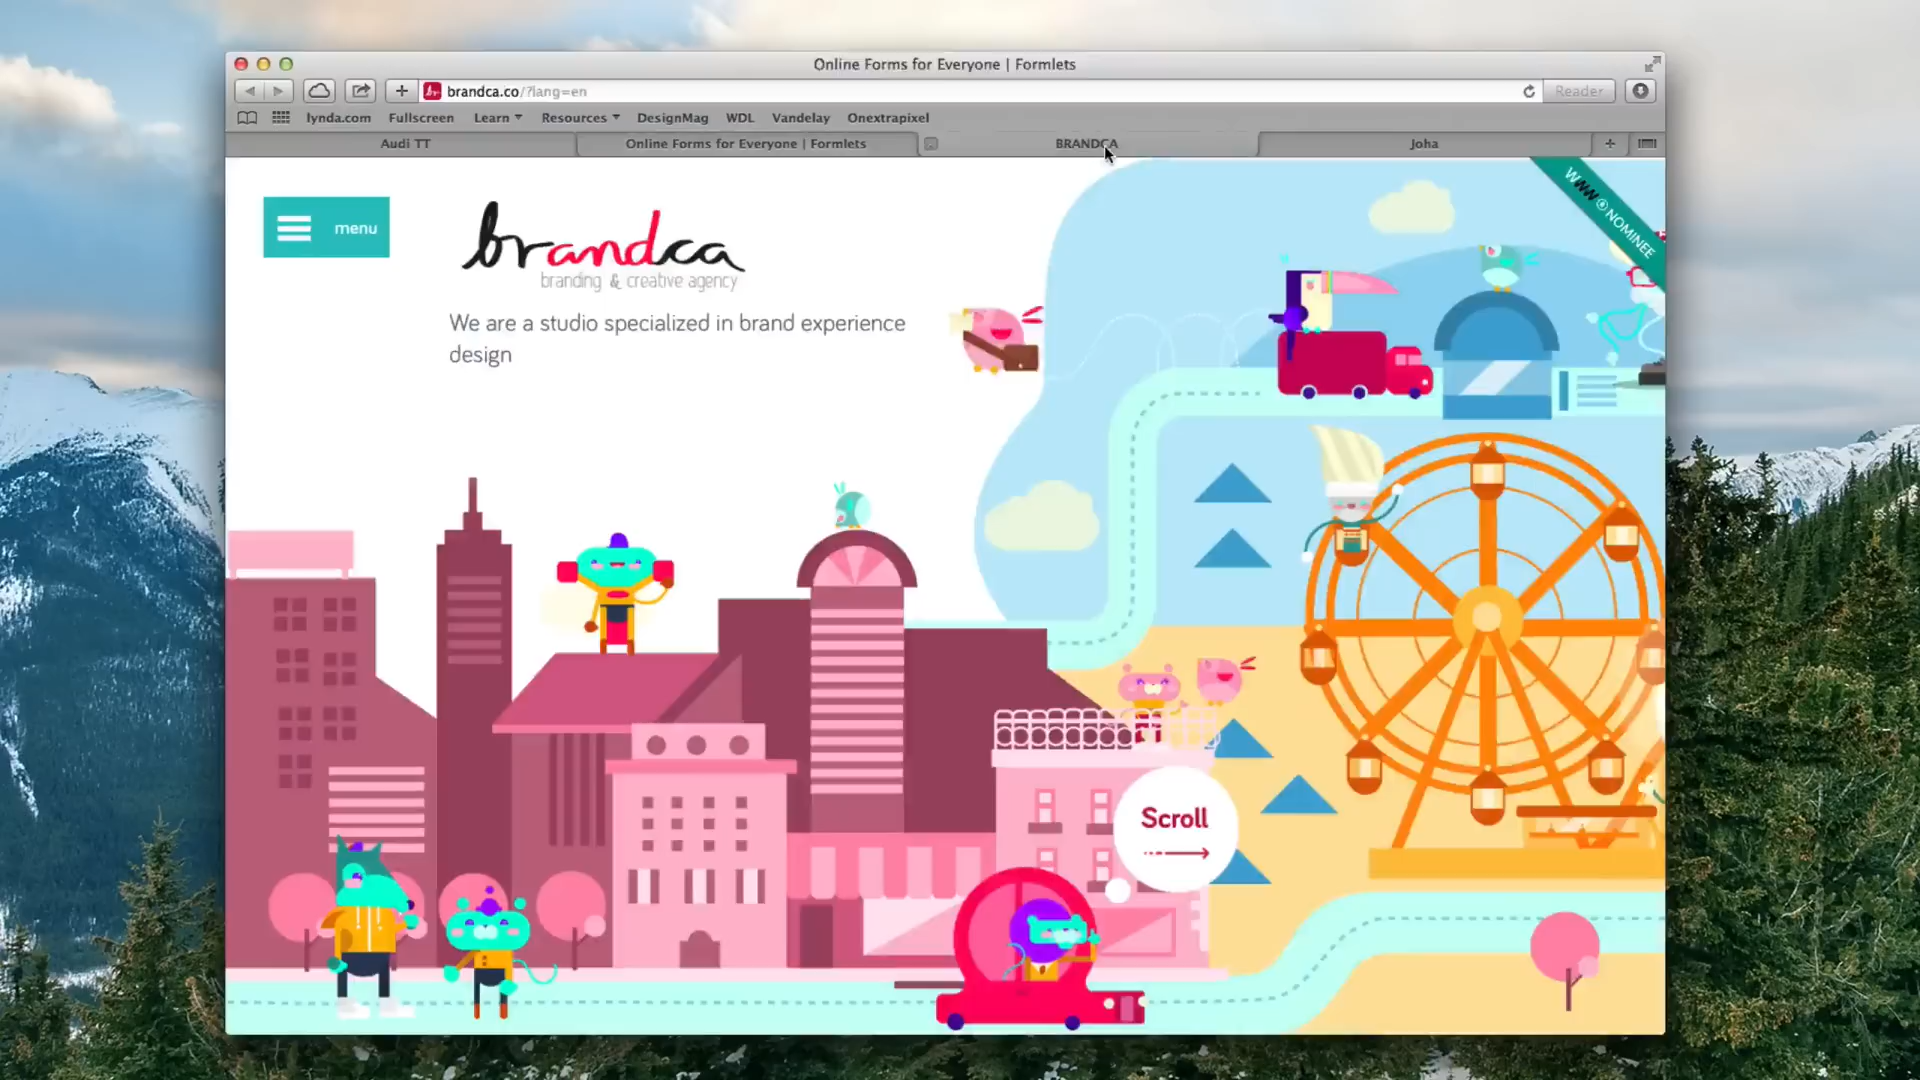 Online Forms for Everyone | Formlets
brandca.co/?lang=en
Reader
lynda.com Fullscreen Learn Resources DesignMag WDL Vandelay Onextrapixel
Audi TT Online Forms for Everyone | Formlets BRANDCA Joha
menu
brandca
branding & creative agency
We are a studio specialized in brand experience
design
W. NOMINEE
Scroll